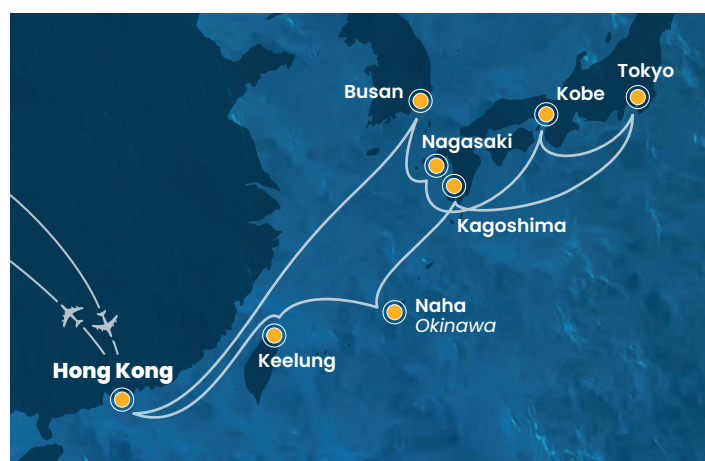 Tokyo
Busan
Kobe
Nagasaki
Kagoshima
Naha
Okinawa
Keelung
Hong Kong